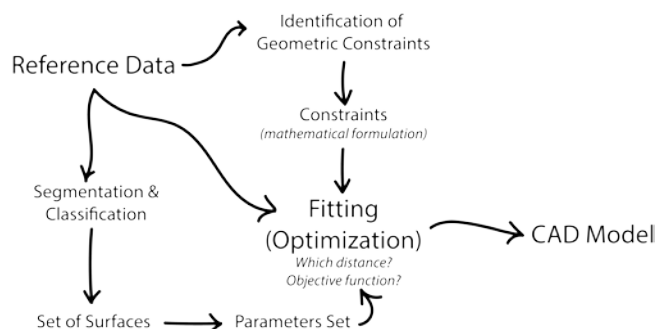 Identification of
Geometric Constraints
Reference Data
Constraints
(mathematical formulation)
Segmentation &
Classification
Fitting
(Optimization)
Which distance?
Objective function?
CAD Model
Set of Surfaces
Parameters Set